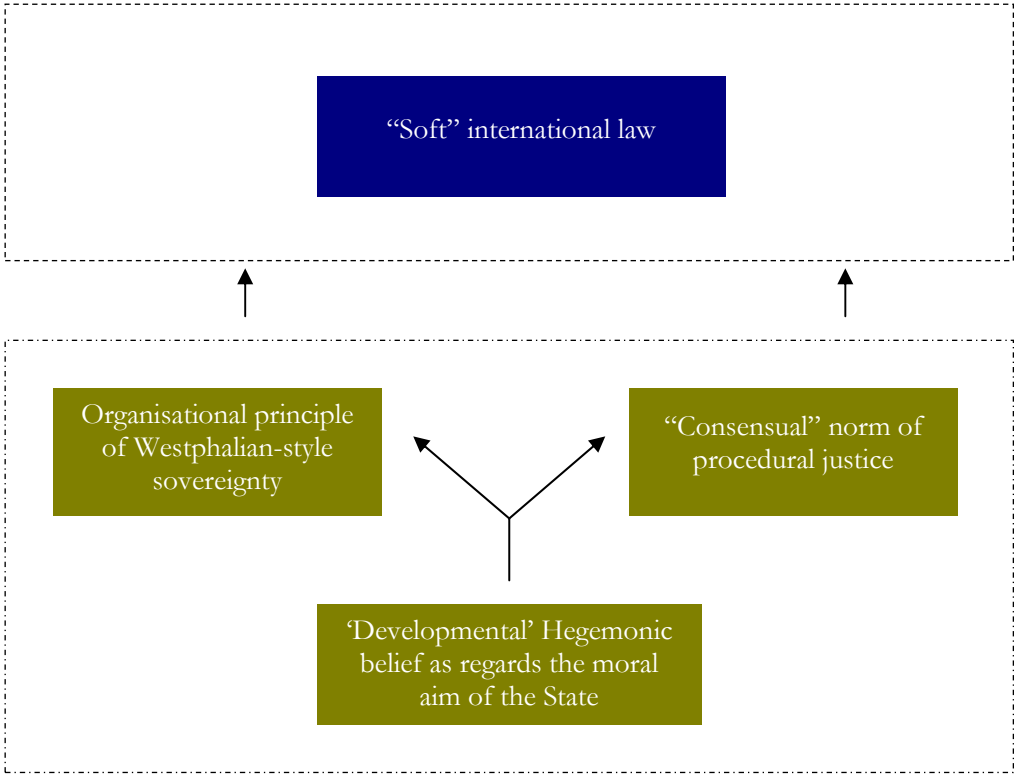 “Soft” international law
Organisational principle
of Westphalian-style
sovereignty
“Consensual” norm of
procedural justice
‘Developmental’ Hegemonic
belief as regards the moral
aim of the State